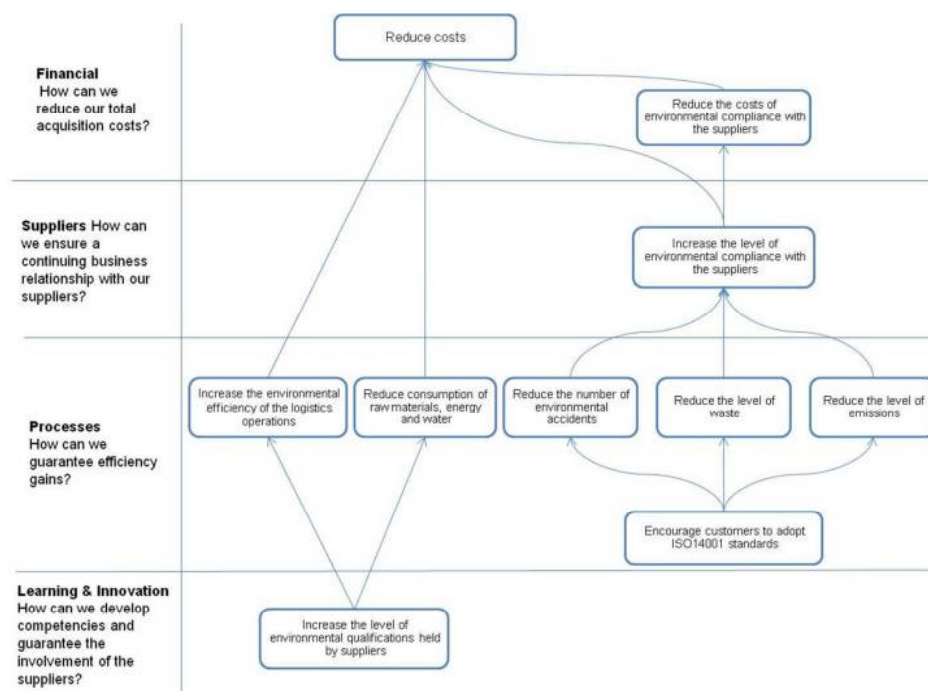 Reduce costs
Financial
How can we
reduce our total
acquisition costs?
Reduce the costs of
environmental compliance with
the suppliers
Suppliers How can
we ensure a
continuing business
relationship with our
suppliers?
Increase the level of
environmental compliance with
the suppliers
Processes
How can we
guarantee efficiency
gains?
Increase the environmental
efficiency of the logistics
operations
Reduce consumption of
raw materials, energy
and water
Reduce the number of
environmental
accidents
Reduce the level of
waste
Reduce the level of
emissions
Encourage customers to adopt
ISO14001 standards
Learning & Innovation
How can we develop
competencies and
guarantee the
involvement of the
suppliers?
Increase the level of
environmental qualifications held
by suppliers